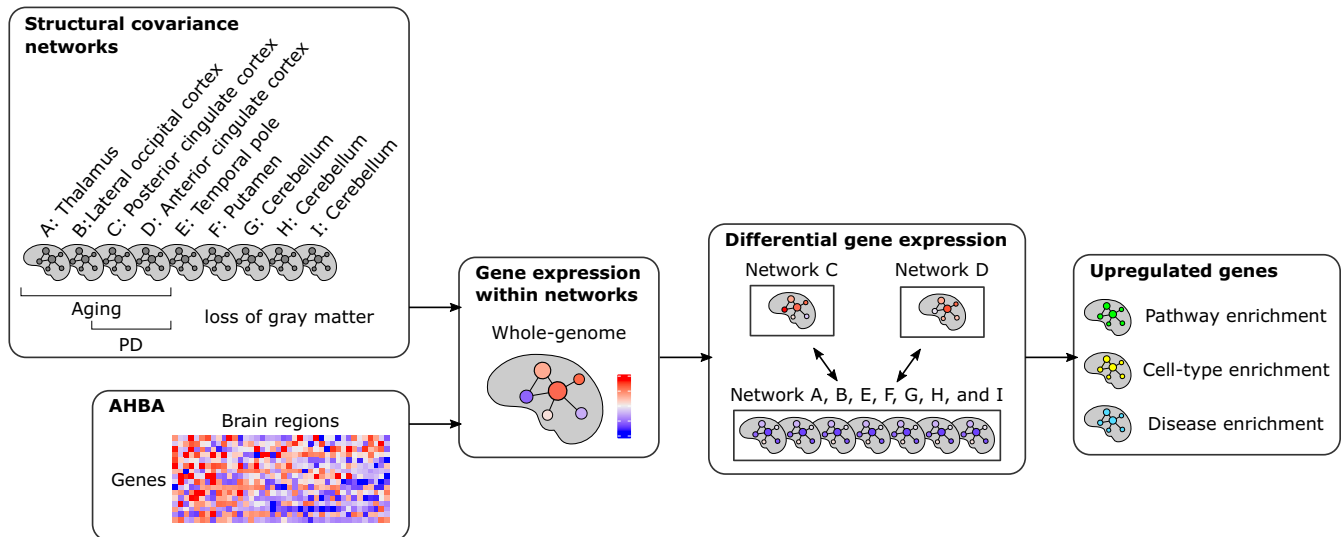 Structural covariance
networks
A: Thalamus
B:Lateral occipital cortex
C: Posterior cingulate cortex
D: Anterior cingulate cortex
E: Temporal pole
F: Putamen
G: Cerebellum
H: Cerebellum
I: Cerebellum
Aging
loss of gray matter
PD
AHBA
Brain regions
Genes
Gene expression
within networks
Whole-genome
Differential gene expression
Network C
Network D
Network A, B, E, F, G, H, and I
Upregulated genes
Pathway enrichment
Cell-type enrichment
Disease enrichment